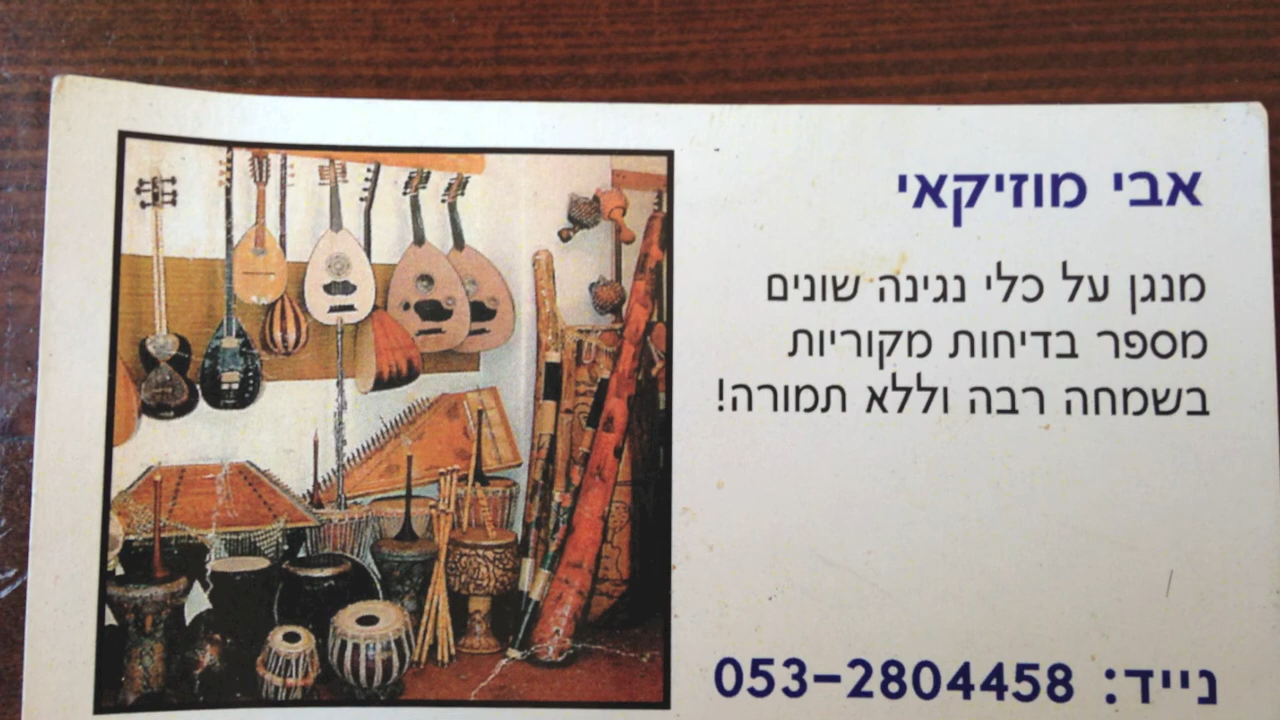 אבי מוזיקאי
מנגן על כלי נגינה שונים
מספר בדיחות מקוריות
בשמחה רבה וללא תמורה!
נייד: 053-2804458